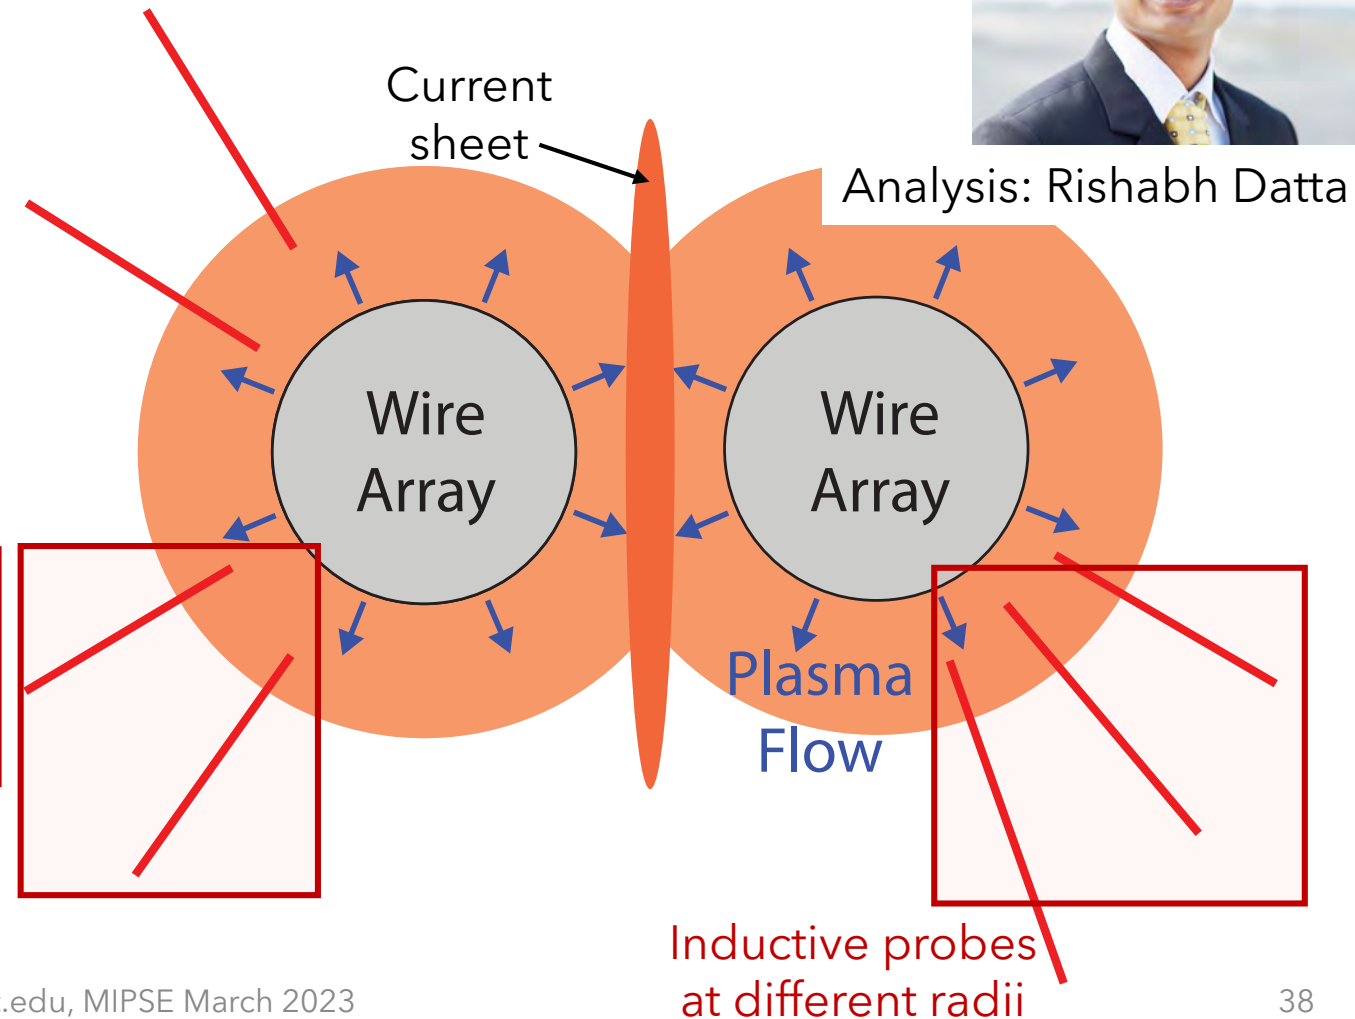 Current
sheet
Analysis: Rishabh Datta
Wire
Array
Wire
Array
Plasma
Flow
Inductive probes
at different radii
.edu, MIPSE March 2023
38